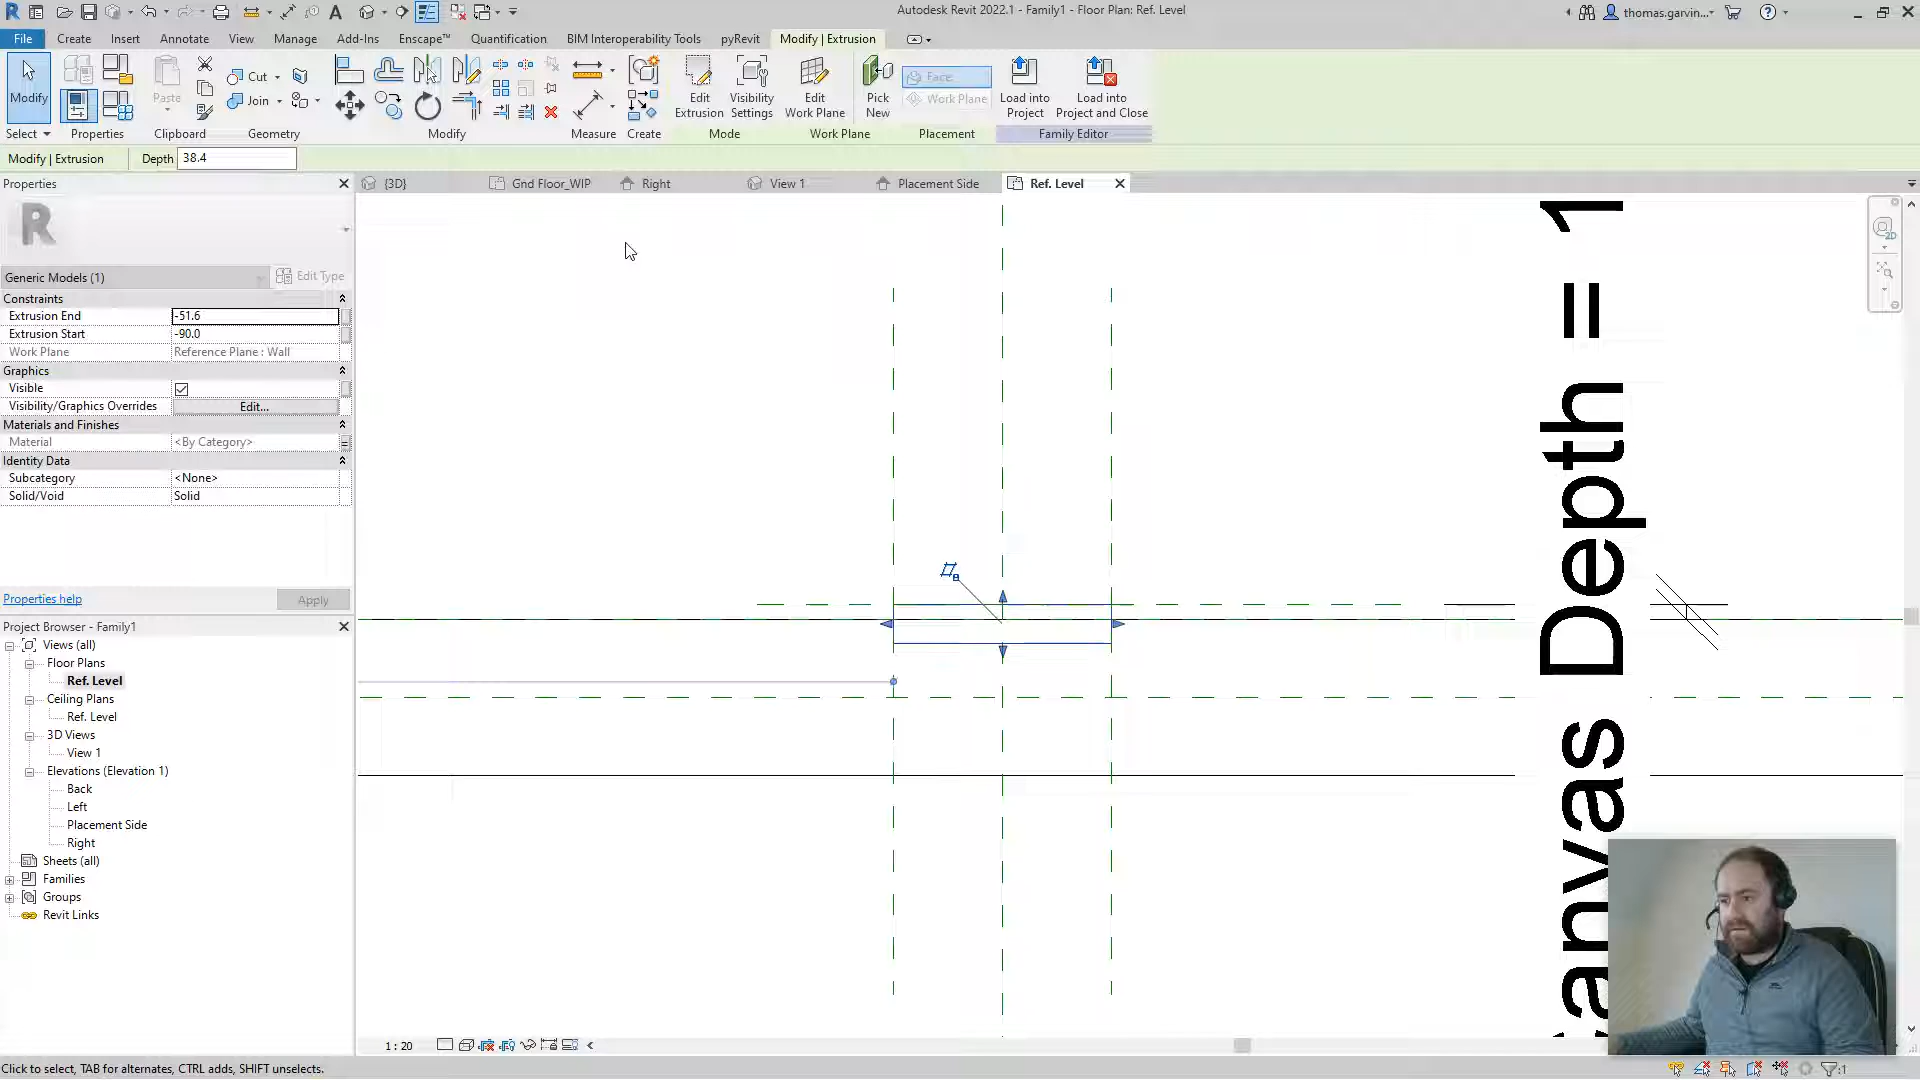 Autodesk Revit 2022.1 - Family1 - Floor Plan: Ref. Level
thomas.garvin...
File Create Insert Annotate View Manage Add-Ins Enscape™ Quantification BIM Interoperability Tools pyRevit Modify | Extrusion
Modify
Paste
Cut
Join
Edit Extrusion
Visibility Settings
Edit Work Plane
Pick New
Face
Work Plane
Load into Project
Load into Project and Close
Select Properties Clipboard Geometry Modify Measure Create Mode Work Plane Placement Family Editor
Modify | Extrusion Depth 38.4
Properties
{3D} Gnd Floor_WIP Right View 1 Placement Side Ref. Level
Generic Models (1) Edit Type
Constraints
Extrusion End -51.6
Extrusion Start -90.0
Work Plane Reference Plane : Wall
Graphics
Visible
Visibility/Graphics Overrides Edit...
Materials and Finishes
Material <By Category>
Identity Data
Subcategory <None>
Solid/Void Solid
Properties help Apply
Project Browser - Family1
Views (all)
Floor Plans
Ref. Level
Ceiling Plans
Ref. Level
3D Views
View 1
Elevations (Elevation 1)
Back
Left
Placement Side
Right
Sheets (all)
Families
Groups
Revit Links
Canvas Depth = 1
2D
1 : 20
Click to select, TAB for alternates, CTRL adds, SHIFT unselects.
:1